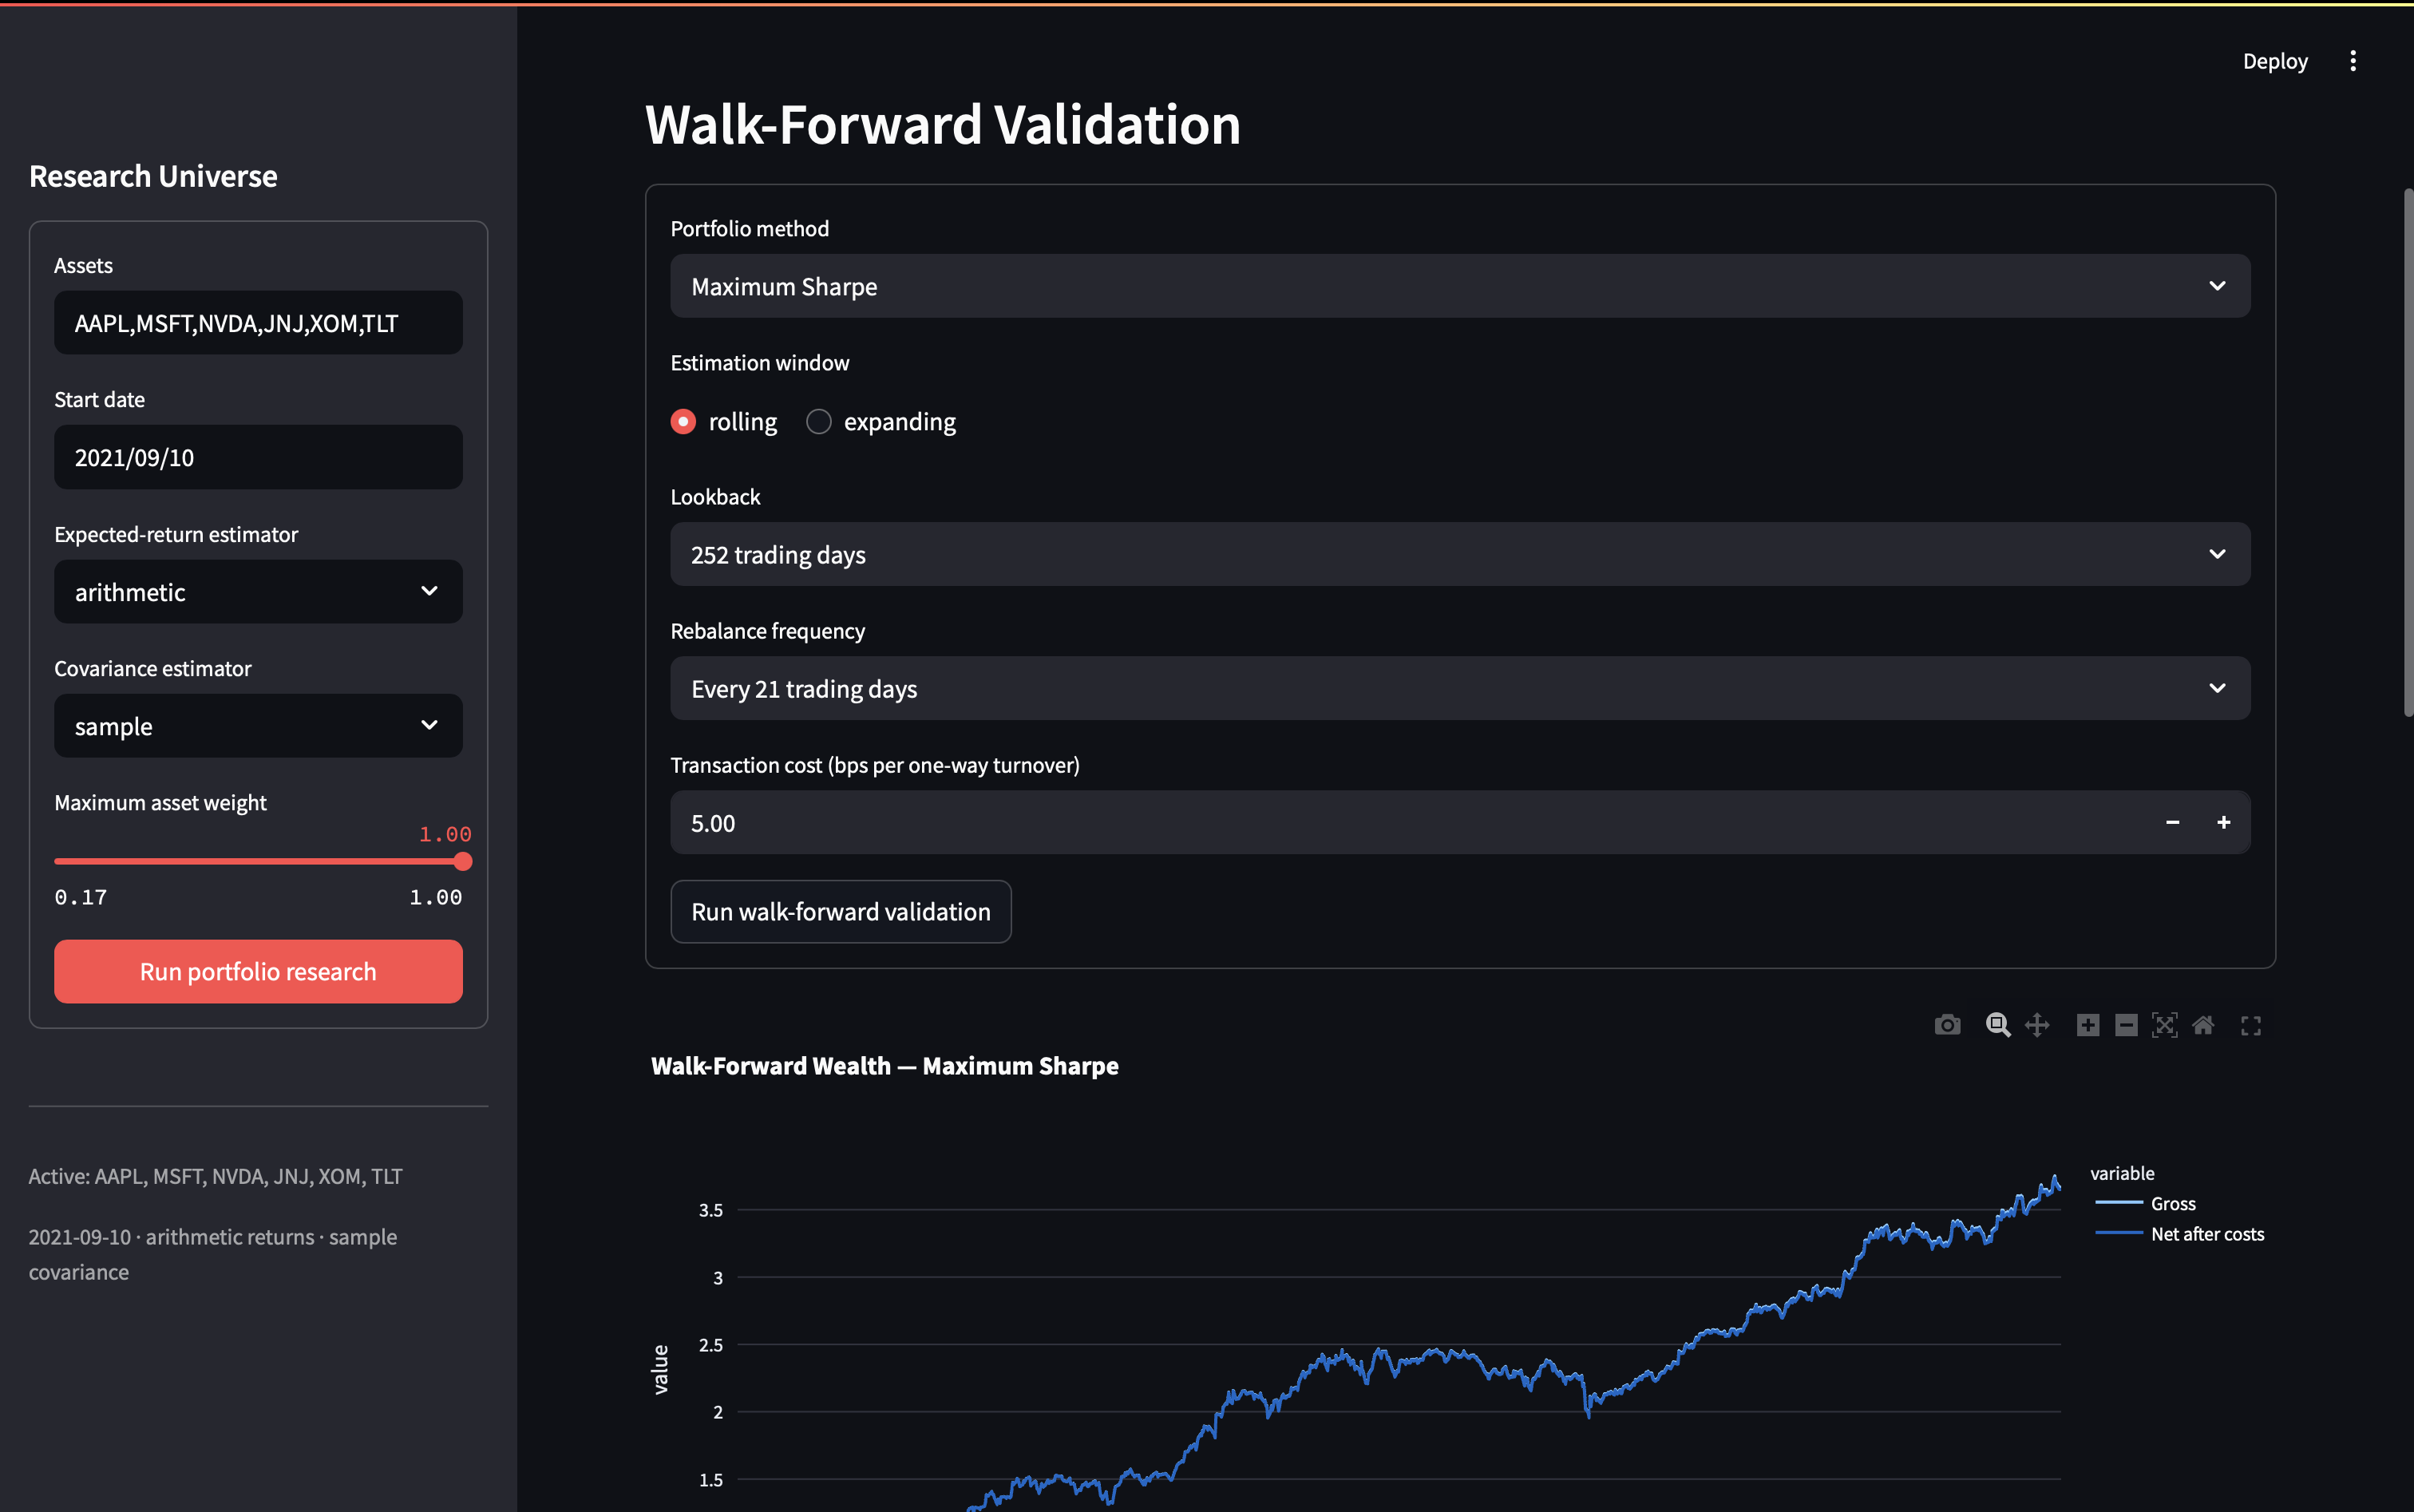 Deploy
Research Universe
Assets
AAPL,MSFT,NVDA,JNJ,XOM,TLT
Start date
2021/09/10
Expected-return estimator
arithmetic
Covariance estimator
sample
Maximum asset weight
1.00
0.17 1.00
Run portfolio research
Active: AAPL, MSFT, NVDA, JNJ, XOM, TLT
2021-09-10 · arithmetic returns · sample
covariance
Walk-Forward Validation
Portfolio method
Maximum Sharpe
Estimation window
rolling expanding
Lookback
252 trading days
Rebalance frequency
Every 21 trading days
Transaction cost (bps per one-way turnover)
5.00
Run walk-forward validation
Walk-Forward Wealth — Maximum Sharpe
variable
Gross
Net after costs
value
3.5
3
2.5
2
1.5